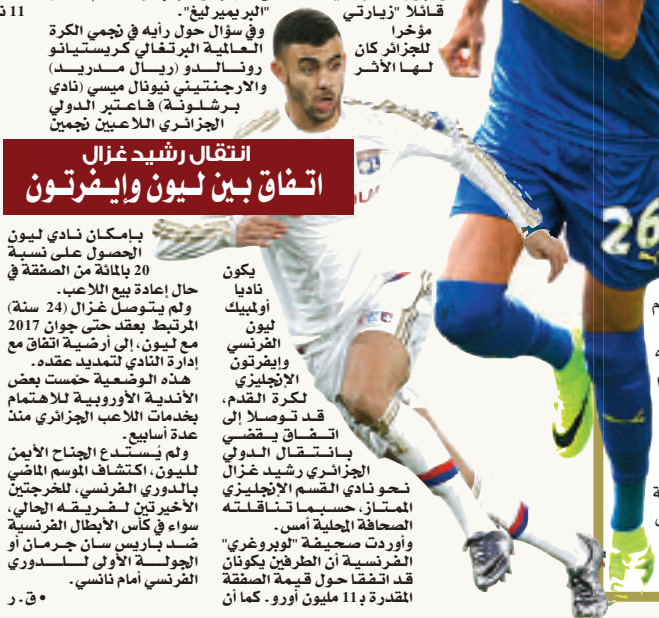 قائلا "زيارتي
مؤخرا
للجزائر كان
لها الأثر
11
"البريميرليغ".
وفي سؤال حول رأيه في نجمي الكرة
العالمية البرتغالي كريستيانو
رونالدو (ريال مدريد)
والارجنتيني نيونال ميسي (نادي
برشلونة) فاعتبر الدولي
الجزائري اللاعبين نجمين
انتقال رشيد غزال
اتفاق بين ليون وإيفرتون
يكون
ناديا
أولمبيك
ليون
الفرنسي
وإيفرتون
الإنجليزي
لكرة القدم،
قد توصلا إلى
اتفاق يقضي
بانتقال الدولي
الجزائري رشيد غزال
نحو نادي القسم الإنجليزي
الممتاز، حسبما تناقلته
الصحافة المحلية أمس.
وأوردت صحيفة "لوبروغري"
الفرنسية أن الطرفين يكونان
قد اتفقا حول قيمة الصفقة
المقدرة بـ11 مليون أورو. كما أن
بإمكان نادي ليون
الحصول على نسبة
20 بالمائة من الصفقة في
حال إعادة بيع اللاعب.
ولم يتوصل غزال (24 سنة)
المرتبط بعقد حتى جوان 2017
مع ليون، إلى أرضية اتفاق مع
إدارة النادي لتمديد عقده.
هذه الوضعية حمست بعض
الأندية الأوروبية للاهتمام
بخدمات اللاعب الجزائري منذ
عدة أسابيع.
ولم يُستدع الجناح الأيمن
لليون، اكتشاف الموسم الماضي
بالدوري الفرنسي، للخرجتين
الأخيرتين لفريقه الحالي،
سواء في كأس الأبطال الفرنسية
ضد باريس سان جرمان أو
الجولة الأولى للدوري
الفرنسي أمام نانسي.
• ق. ر
26